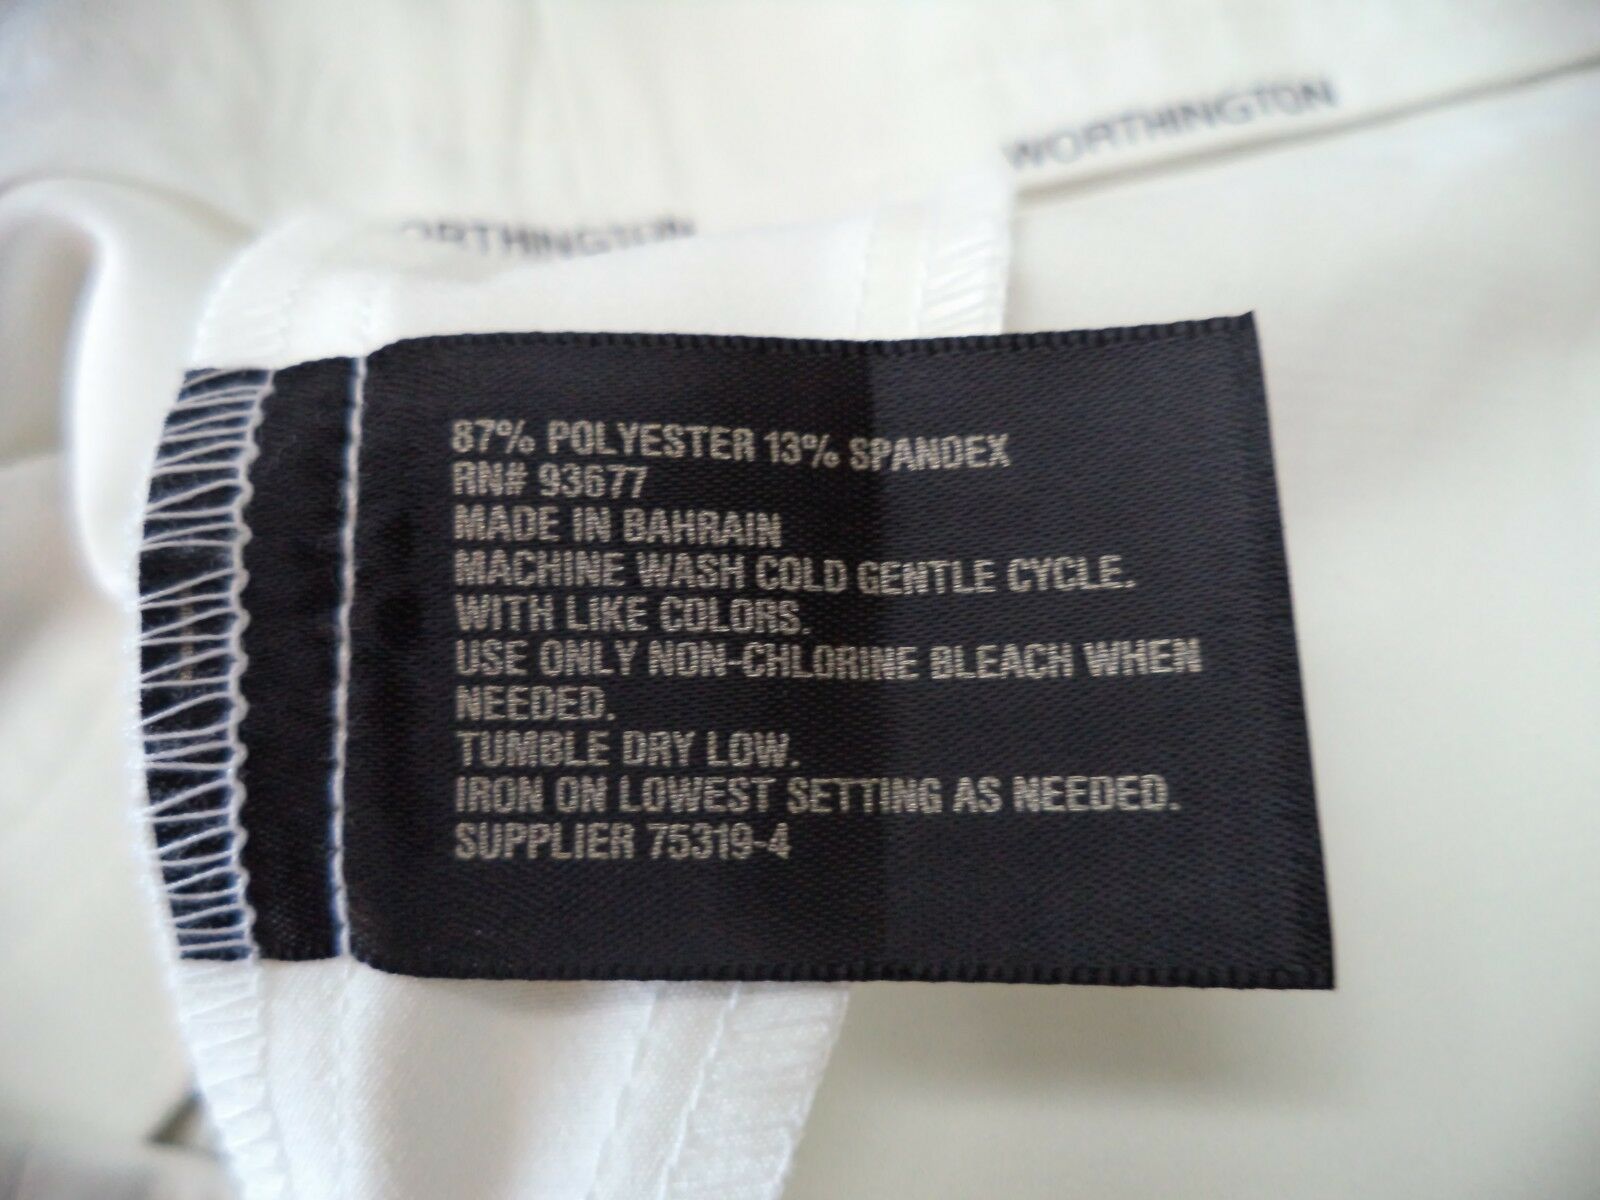 WORTHINGTON
ORTHINGTON
87% POLYESTER 13% SPANDEX
RN# 93677
MADE IN BAHRAIN
MACHINE WASH COLD GENTLE CYCLE.
WITH LIKE COLORS.
USE ONLY NON-CHLORINE BLEACH WHEN
NEEDED.
TUMBLE DRY LOW.
IRON ON LOWEST SETTING AS NEEDED.
SUPPLIER 75319-4